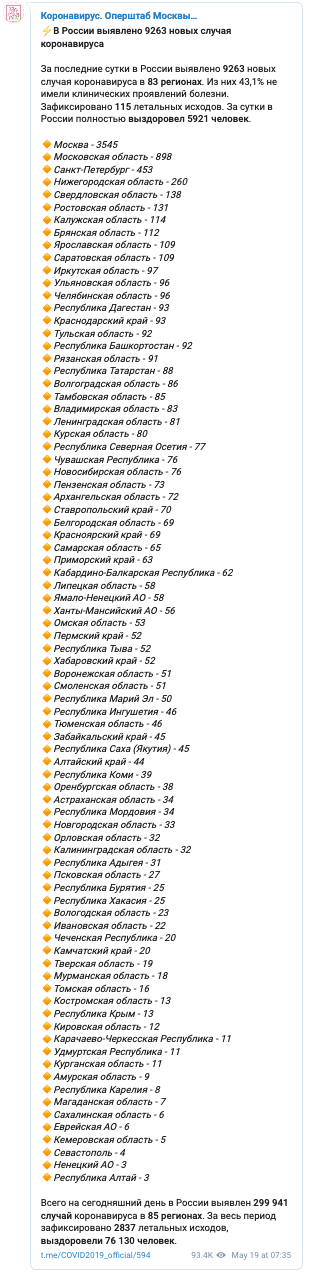 Коронавирус. Оперштаб Москвы...
⚡В России выявлено 9263 новых случая
коронавируса
За последние сутки в России выявлено 9263 новых
случая коронавируса в 83 регионах. Из них 43,1% не
имели клинических проявлений болезни.
Зафиксировано 115 летальных исходов. За сутки в
России полностью выздоровел 5921 человек.
🔸Москва - 3545
🔸Московская область - 898
🔸Санкт-Петербург - 453
🔸Нижегородская область - 260
🔸Свердловская область - 138
🔸Ростовская область - 131
🔸Калужская область - 114
🔸Брянская область - 112
🔸Ярославская область - 109
🔸Саратовская область - 109
🔸Иркутская область - 97
🔸Ульяновская область - 96
🔸Челябинская область - 96
🔸Республика Дагестан - 93
🔸Краснодарский край - 93
🔸Тульская область - 92
🔸Республика Башкортостан - 92
🔸Рязанская область - 91
🔸Республика Татарстан - 88
🔸Волгоградская область - 86
🔸Тамбовская область - 85
🔸Владимирская область - 83
🔸Ленинградская область - 81
🔸Курская область - 80
🔸Республика Северная Осетия - 77
🔸Чувашская Республика - 76
🔸Новосибирская область - 76
🔸Пензенская область - 73
🔸Архангельская область - 72
🔸Ставропольский край - 70
🔸Белгородская область - 69
🔸Красноярский край - 69
🔸Самарская область - 65
🔸Приморский край - 63
🔸Кабардино-Балкарская Республика - 62
🔸Липецкая область - 58
🔸Ямало-Ненецкий АО - 58
🔸Ханты-Мансийский АО - 56
🔸Омская область - 53
🔸Пермский край - 52
🔸Республика Тыва - 52
🔸Хабаровский край - 52
🔸Воронежская область - 51
🔸Смоленская область - 51
🔸Республика Марий Эл - 50
🔸Республика Ингушетия - 46
🔸Тюменская область - 46
🔸Забайкальский край - 45
🔸Республика Саха (Якутия) - 45
🔸Алтайский край - 44
🔸Республика Коми - 39
🔸Оренбургская область - 38
🔸Астраханская область - 34
🔸Республика Мордовия - 34
🔸Новгородская область - 33
🔸Орловская область - 32
🔸Калининградская область - 32
🔸Республика Адыгея - 31
🔸Псковская область - 27
🔸Республика Бурятия - 25
🔸Республика Хакасия - 25
🔸Вологодская область - 23
🔸Ивановская область - 22
🔸Чеченская Республика - 20
🔸Камчатский край - 20
🔸Тверская область - 19
🔸Мурманская область - 18
🔸Томская область - 16
🔸Костромская область - 13
🔸Республика Крым - 13
🔸Кировская область - 12
🔸Карачаево-Черкесская Республика - 11
🔸Удмуртская Республика - 11
🔸Курганская область - 11
🔸Амурская область - 9
🔸Республика Карелия - 8
🔸Магаданская область - 7
🔸Сахалинская область - 6
🔸Еврейская АО - 6
🔸Кемеровская область - 5
🔸Севастополь - 4
🔸Ненецкий АО - 3
🔸Республика Алтай - 3
Всего на сегодняшний день в России выявлен 299 941
случай коронавируса в 85 регионах. За весь период
зафиксировано 2837 летальных исходов,
выздоровели 76 130 человек.
t.me/COVID2019_official/594 93.4K May 19 at 07:35